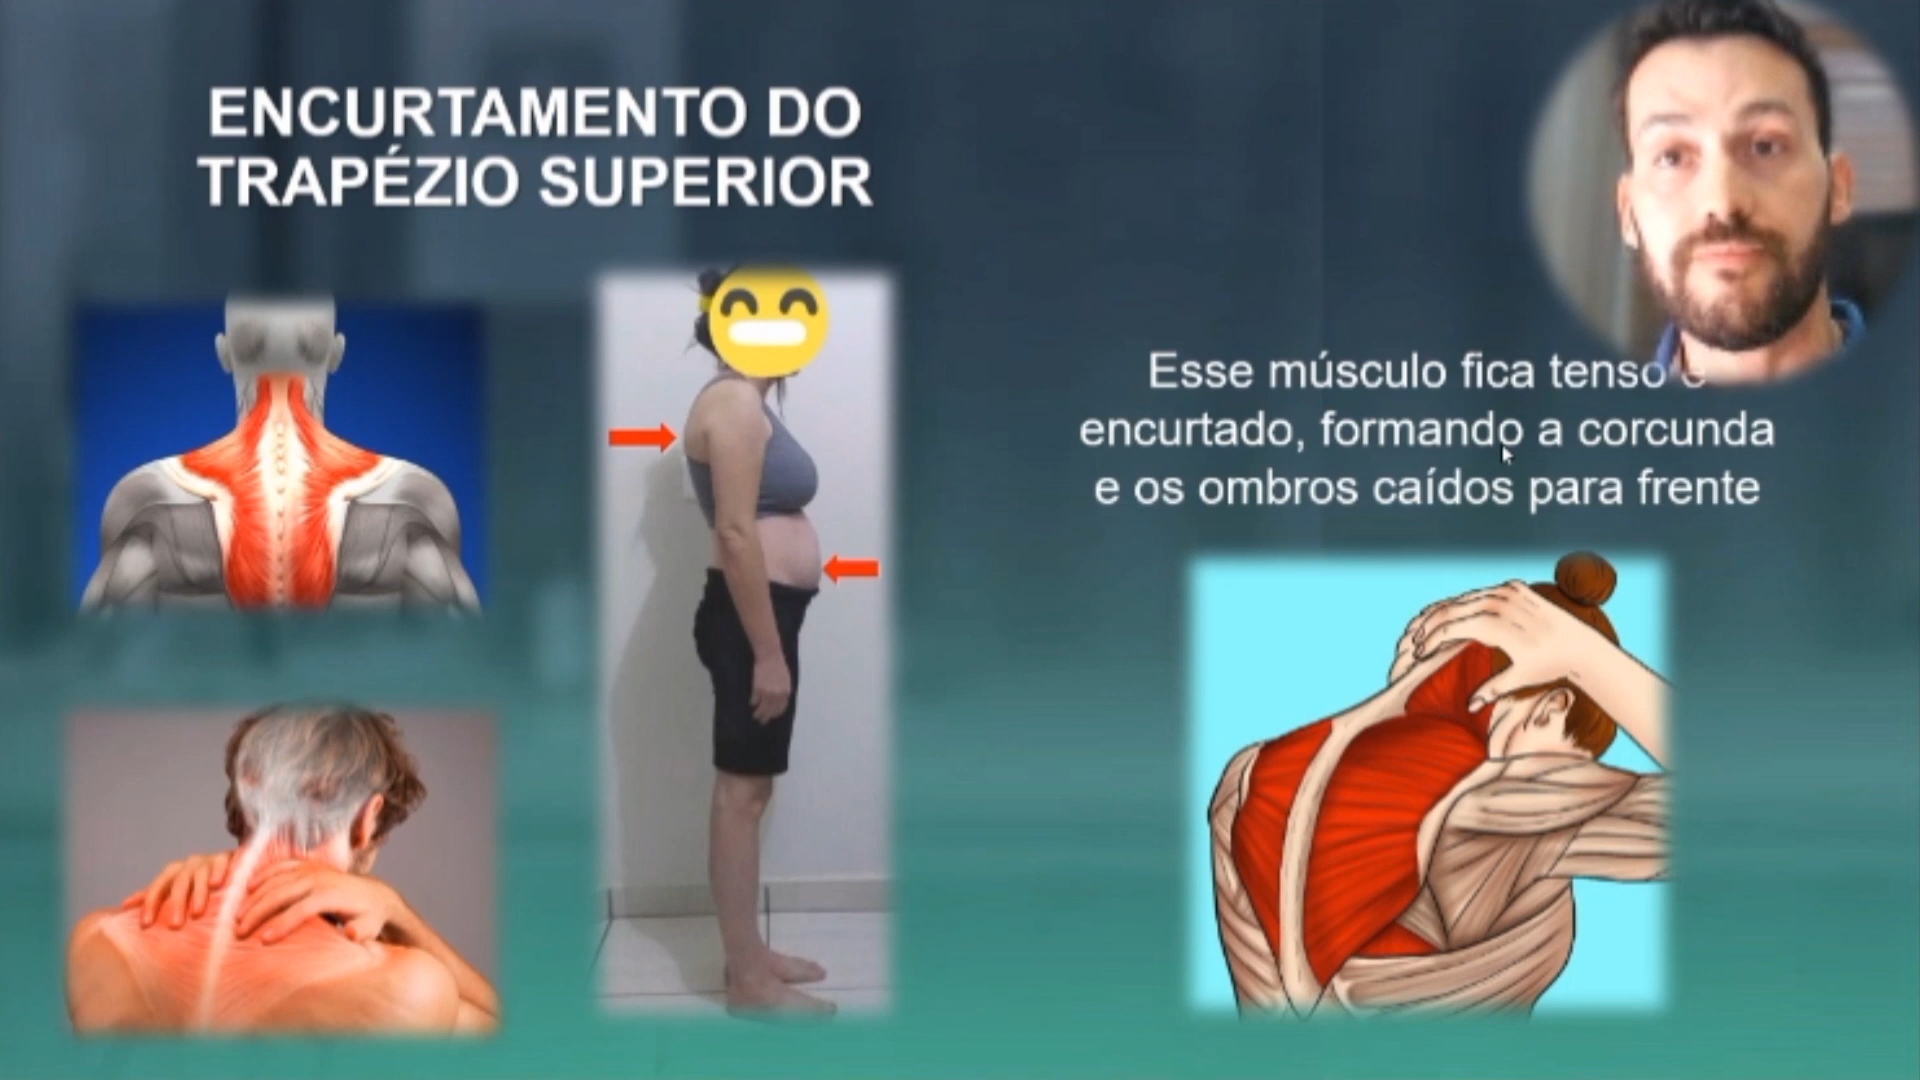 ENCURTAMENTO DO
TRAPÉZIO SUPERIOR
Esse músculo fica tenso e
encurtado, formando a corcunda
e os ombros caídos para frente